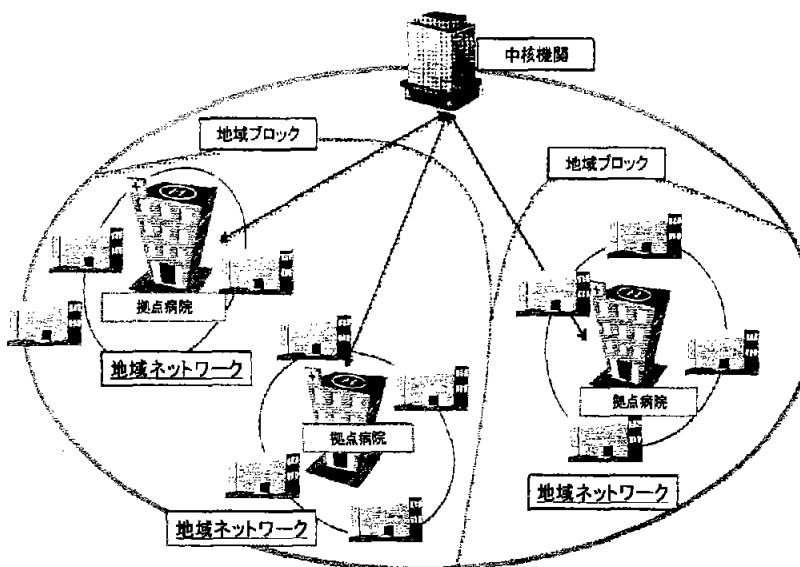 中核機関
地域ブロック
地域ブロック
拠点病院
地域ネットワーク
拠点病院
拠点病院
地域ネットワーク
地域ネットワーク